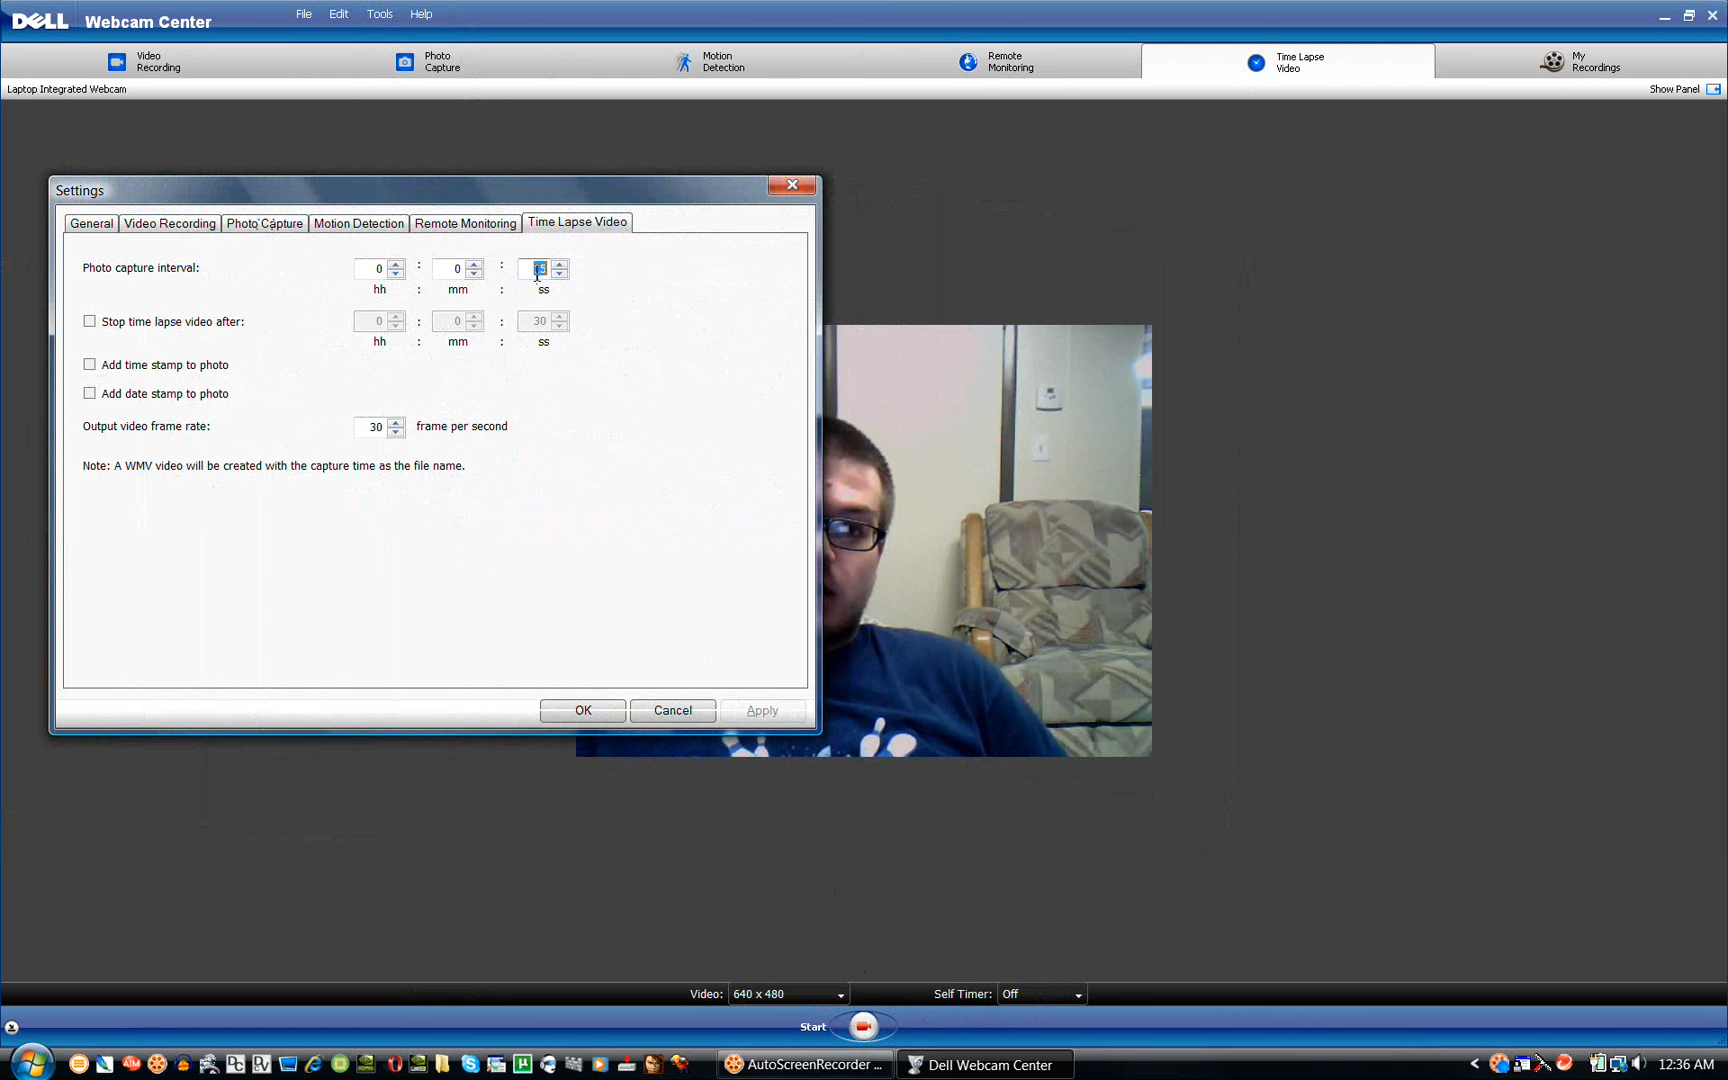 DELL Webcam Center File Edit Tools Help
Video Recording
Photo Capture
Motion Detection
Remote Monitoring
Time Lapse Video
My Recordings
Laptop Integrated Webcam Show Panel
Settings
General Video Recording Photo Capture Motion Detection Remote Monitoring Time Lapse Video
Photo capture interval: 0 : 0 :
hh : mm : ss
Stop time lapse video after: 0 : 0 : 30
hh : mm : ss
Add time stamp to photo
Add date stamp to photo
Output video frame rate: 30 frame per second
Note: A WMV video will be created with the capture time as the file name.
OK Cancel Apply
Video: 640 x 480 Self Timer: Off
Start
AutoScreenRecorder ... Dell Webcam Center 12:36 AM